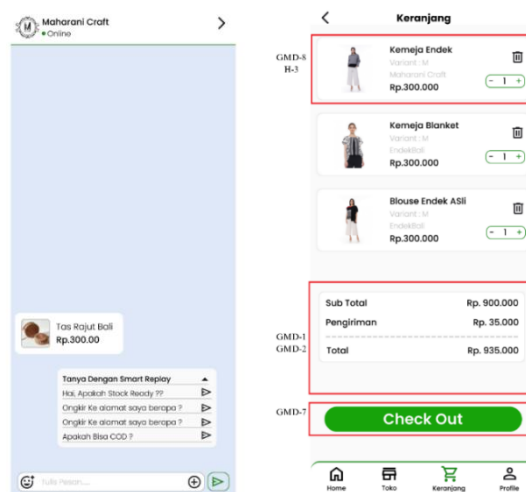 Maharani Craft
Online
Tas Rajut Bali
Rp.300.00
Tanya Dengan Smart Replay
Hai, Apakah Stock Ready ??
Ongkir Ke alamat saya berapa ?
Ongkir Ke alamat saya berapa ?
Apakah Bisa COD ?
Tulis Pesan.....
Keranjang
GMD-8
H-3
Kemeja Endek
Variant : M
Maharani Craft
Rp.300.000
- 1 +
Kemeja Blanket
Variant : M
EndekBali
Rp.300.000
- 1 +
Blouse Endek ASli
Variant : M
EndekBali
Rp.300.000
- 1 +
Sub Total Rp. 900.000
Pengiriman Rp. 35.000
GMD-1
GMD-2
Total Rp. 935.000
GMD-7
Check Out
Home Toko Keranjang Profile